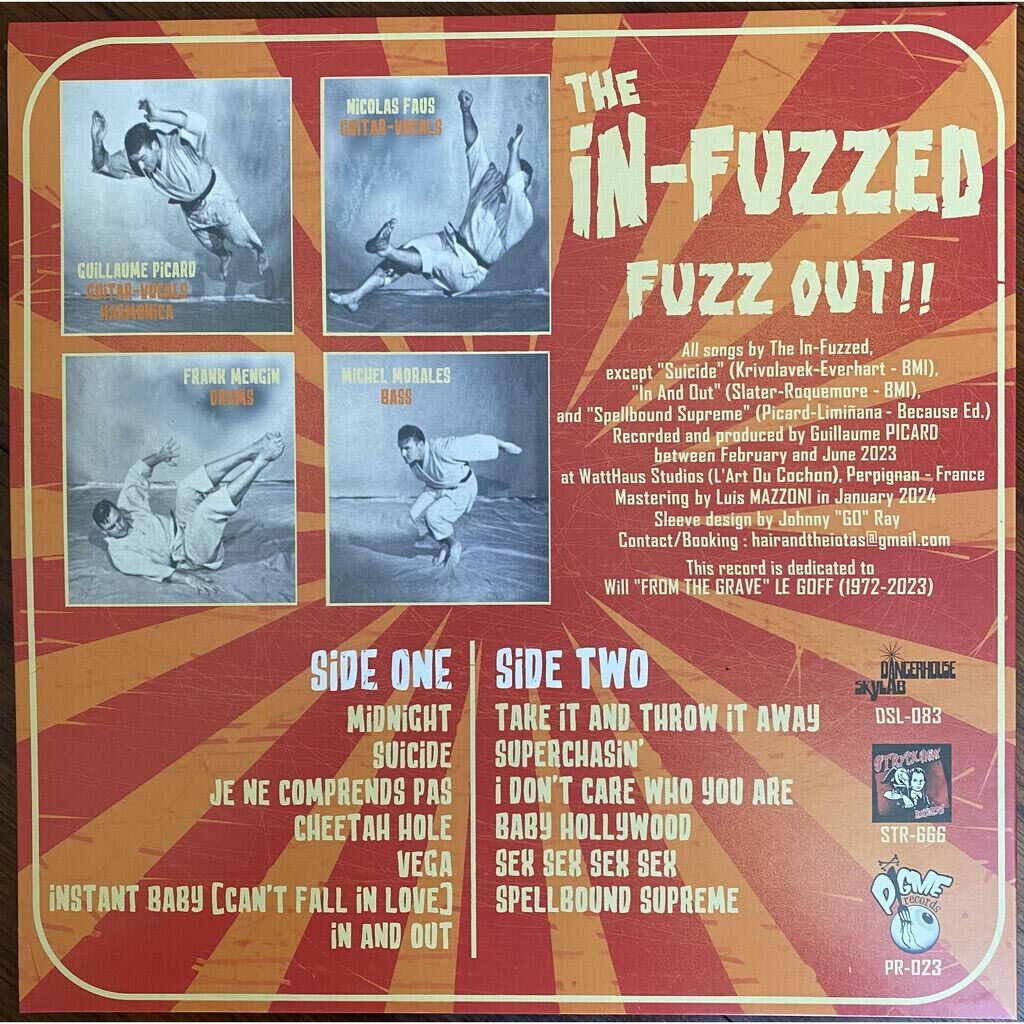 THE
iN-FUZZED
FUZZ OUT!!
NiCOLAS FAUS
GUiTAR-VOCALS
GUiLLAUME PiCARD
GUiTAR-VOCALS
HARMONiCA
FRANK MENGiN
DRUMS
MiCHEL MORALES
BASS
All songs by The In-Fuzzed,
except "Suicide" (Krivolavek-Everhart - BMI),
"In And Out" (Slater-Roquemore - BMI),
and "Spellbound Supreme" (Picard-Limiñana - Because Ed.)
Recorded and produced by Guillaume PICARD
between February and June 2023
at WattHaus Studios (L'Art Du Cochon), Perpignan - France
Mastering by Luis MAZZONI in January 2024
Sleeve design by Johnny "GO" Ray
Contact/Booking : hairandtheiotas@gmail.com
This record is dedicated to
Will "FROM THE GRAVE" LE GOFF (1972-2023)
SiDE ONE
MiDNiGHT
SUiCiDE
JE NE COMPRENDS PAS
CHEETAH HOLE
VEGA
iNSTANT BABY (CAN'T FALL iN LOVE)
iN AND OUT
SiDE TWO
TAKE iT AND THROW iT AWAY
SUPERCHASiN'
i DON'T CARE WHO YOU ARE
BABY HOLLYWOOD
SEX SEX SEX SEX
SPELLBOUND SUPREME
DANGERHOUSE
SKYLAB
DSL-083
STRYCKHNINE
RECORDS
STR-666
PiGME
records
PR-023